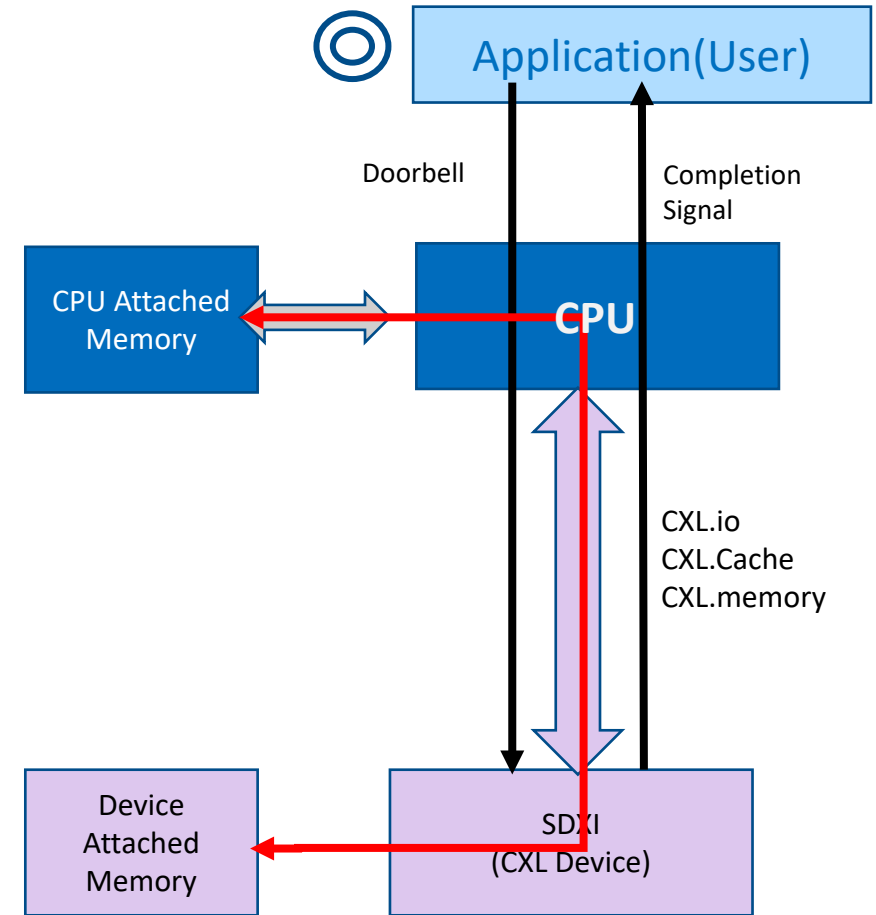 Application(User)
Doorbell
Completion
Signal
CPU Attached
Memory
CPU
CXL.io
CXL.Cache
CXL.memory
Device
Attached
Memory
SDXI
(CXL Device)